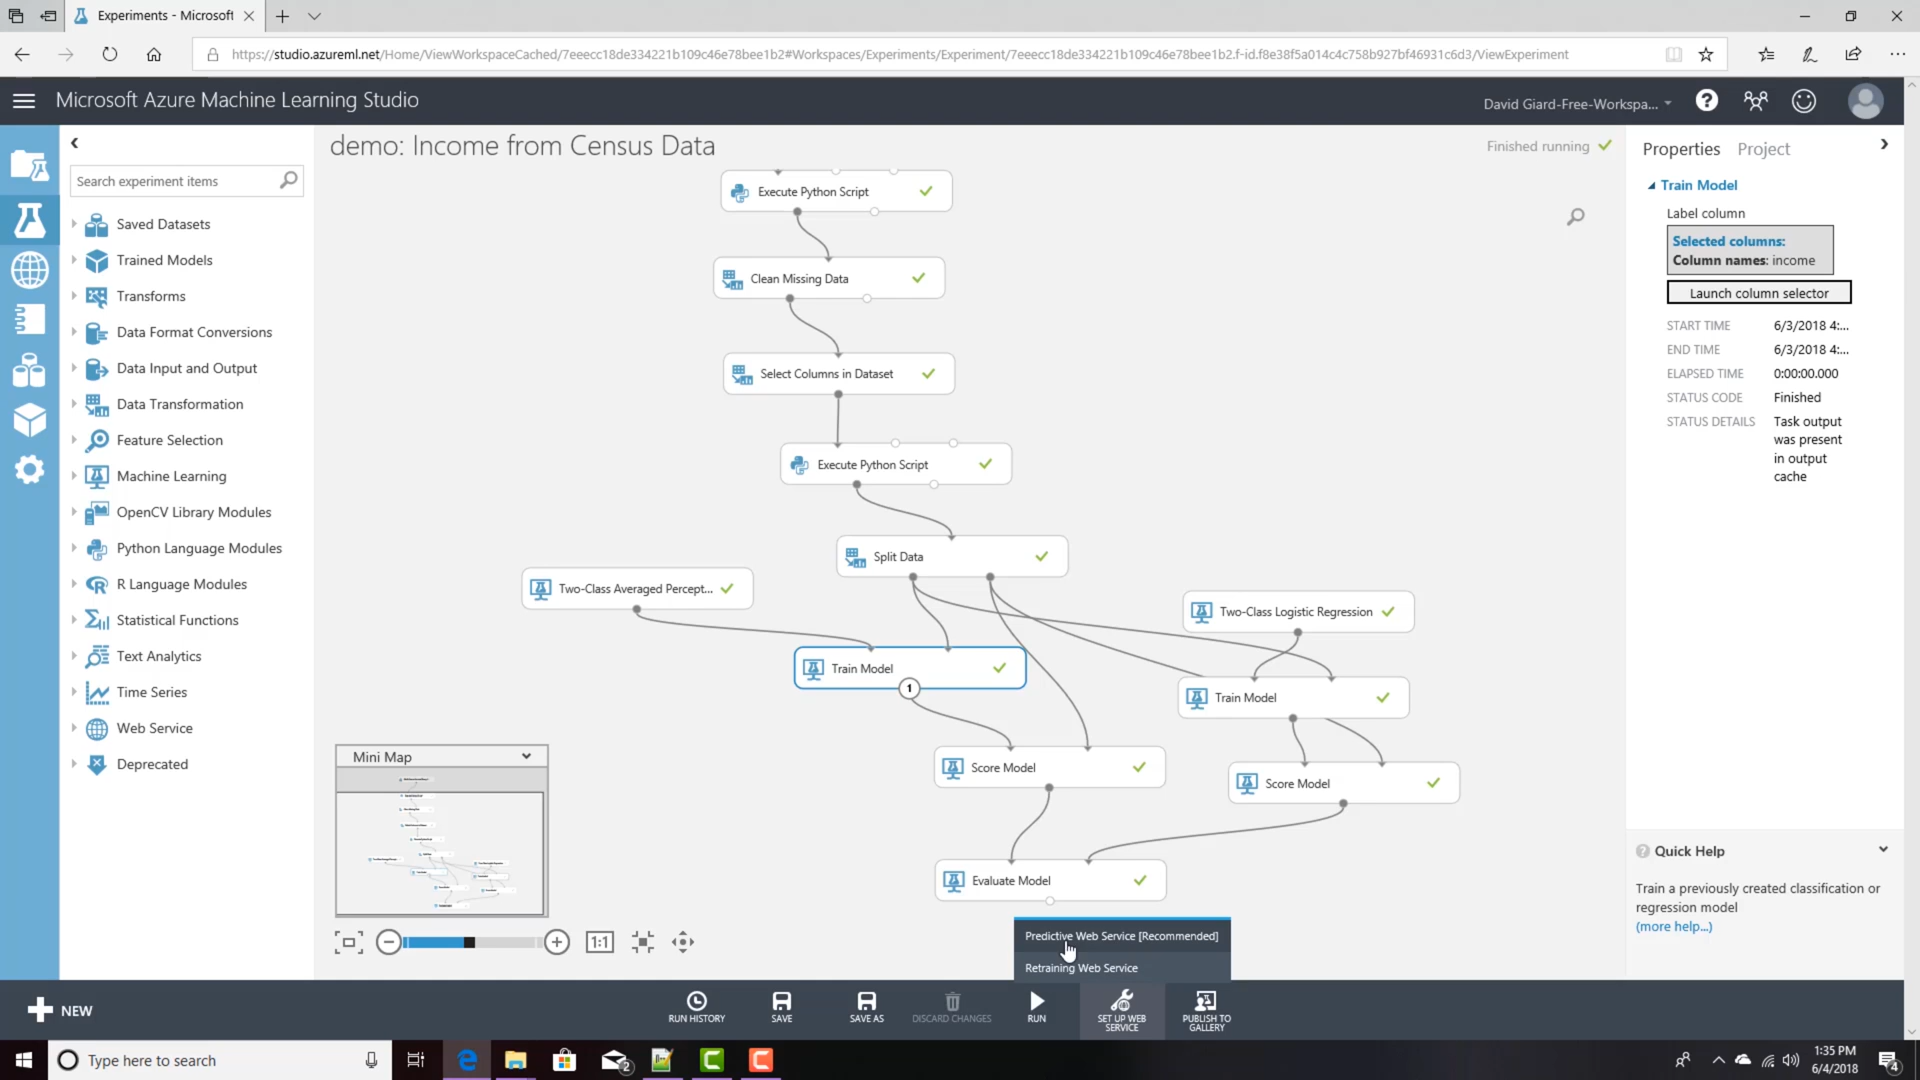 Experiments - Microsoft
https://studio.azureml.net/Home/ViewWorkspaceCached/7eeecc18de334221b109c46e78bee1b2#Workspaces/Experiments/Experiment/7eeecc18de334221b109c46e78bee1b2.f-id.f8e38f5a014c4c758b927bf46931c6d3/ViewExperiment
Microsoft Azure Machine Learning Studio
David Giard-Free-Workspa...
demo: Income from Census Data
Finished running
Search experiment items
Saved Datasets
Trained Models
Transforms
Data Format Conversions
Data Input and Output
Data Transformation
Feature Selection
Machine Learning
OpenCV Library Modules
Python Language Modules
R Language Modules
Statistical Functions
Text Analytics
Time Series
Web Service
Deprecated
Execute Python Script
Clean Missing Data
Select Columns in Dataset
Execute Python Script
Split Data
Two-Class Averaged Percept...
Two-Class Logistic Regression
Train Model
1
Train Model
Score Model
Score Model
Evaluate Model
Mini Map
1:1
Predictive Web Service [Recommended]
Retraining Web Service
Properties
Project
Train Model
Label column
Selected columns:
Column names: income
Launch column selector
START TIME 6/3/2018 4:...
END TIME 6/3/2018 4:...
ELAPSED TIME 0:00:00.000
STATUS CODE Finished
STATUS DETAILS Task output
was present
in output
cache
Quick Help
Train a previously created classification or
regression model
(more help...)
NEW
RUN HISTORY
SAVE
SAVE AS
DISCARD CHANGES
RUN
SET UP WEB
SERVICE
PUBLISH TO
GALLERY
Type here to search
2
1:35 PM
6/4/2018
4